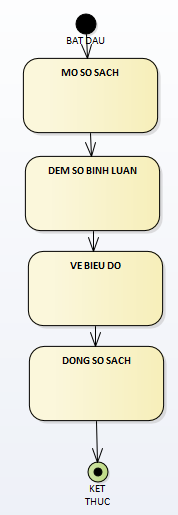 BAT DAU
MO SO SACH
DEM SO BINH LUAN
VE BIEU DO
DONG SO SACH
KET
THUC